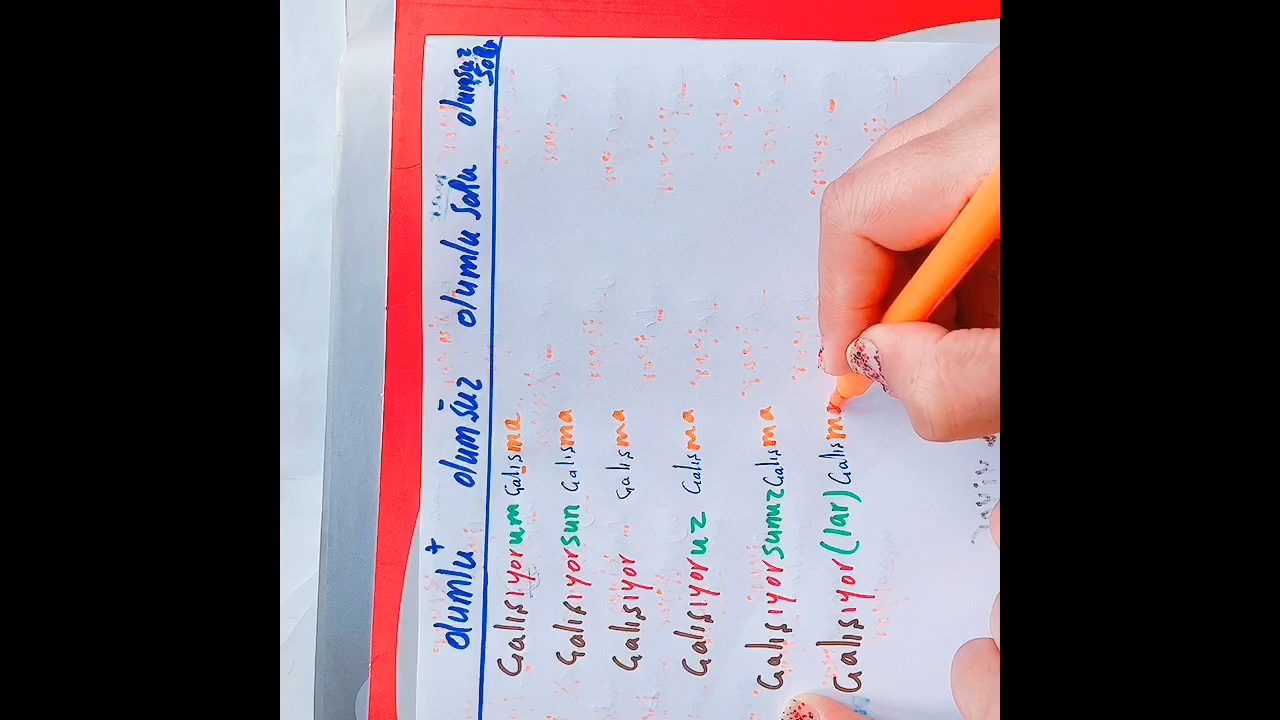 olumlu + olumsuz - olumlu soru olumsuz soru
Çalışıyorum Çalışma
Çalışıyorsun Çalışma
Çalışıyor Çalışma
Çalışıyoruz Çalışma
Çalışıyorsunuz Çalışma
Çalışıyor(lar) Çalışma